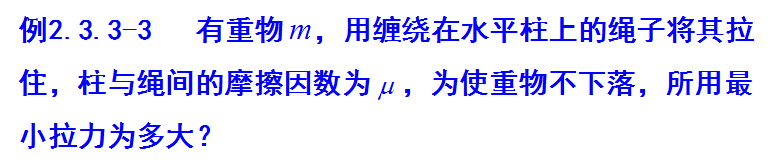 例2.3.3-3 有重物m，用缠绕在水平柱上的绳子将其拉
住，柱与绳间的摩擦因数为μ，为使重物不下落，所用最
小拉力为多大？